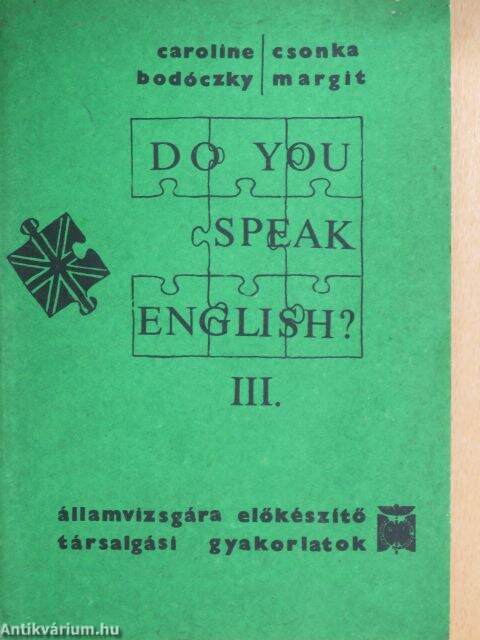 caroline csonka
bodóczky margit
DO YOU
SPEAK
ENGLISH?
III.
államvizsgára előkészítő
társalgási gyakorlatok
Antikvárium.hu